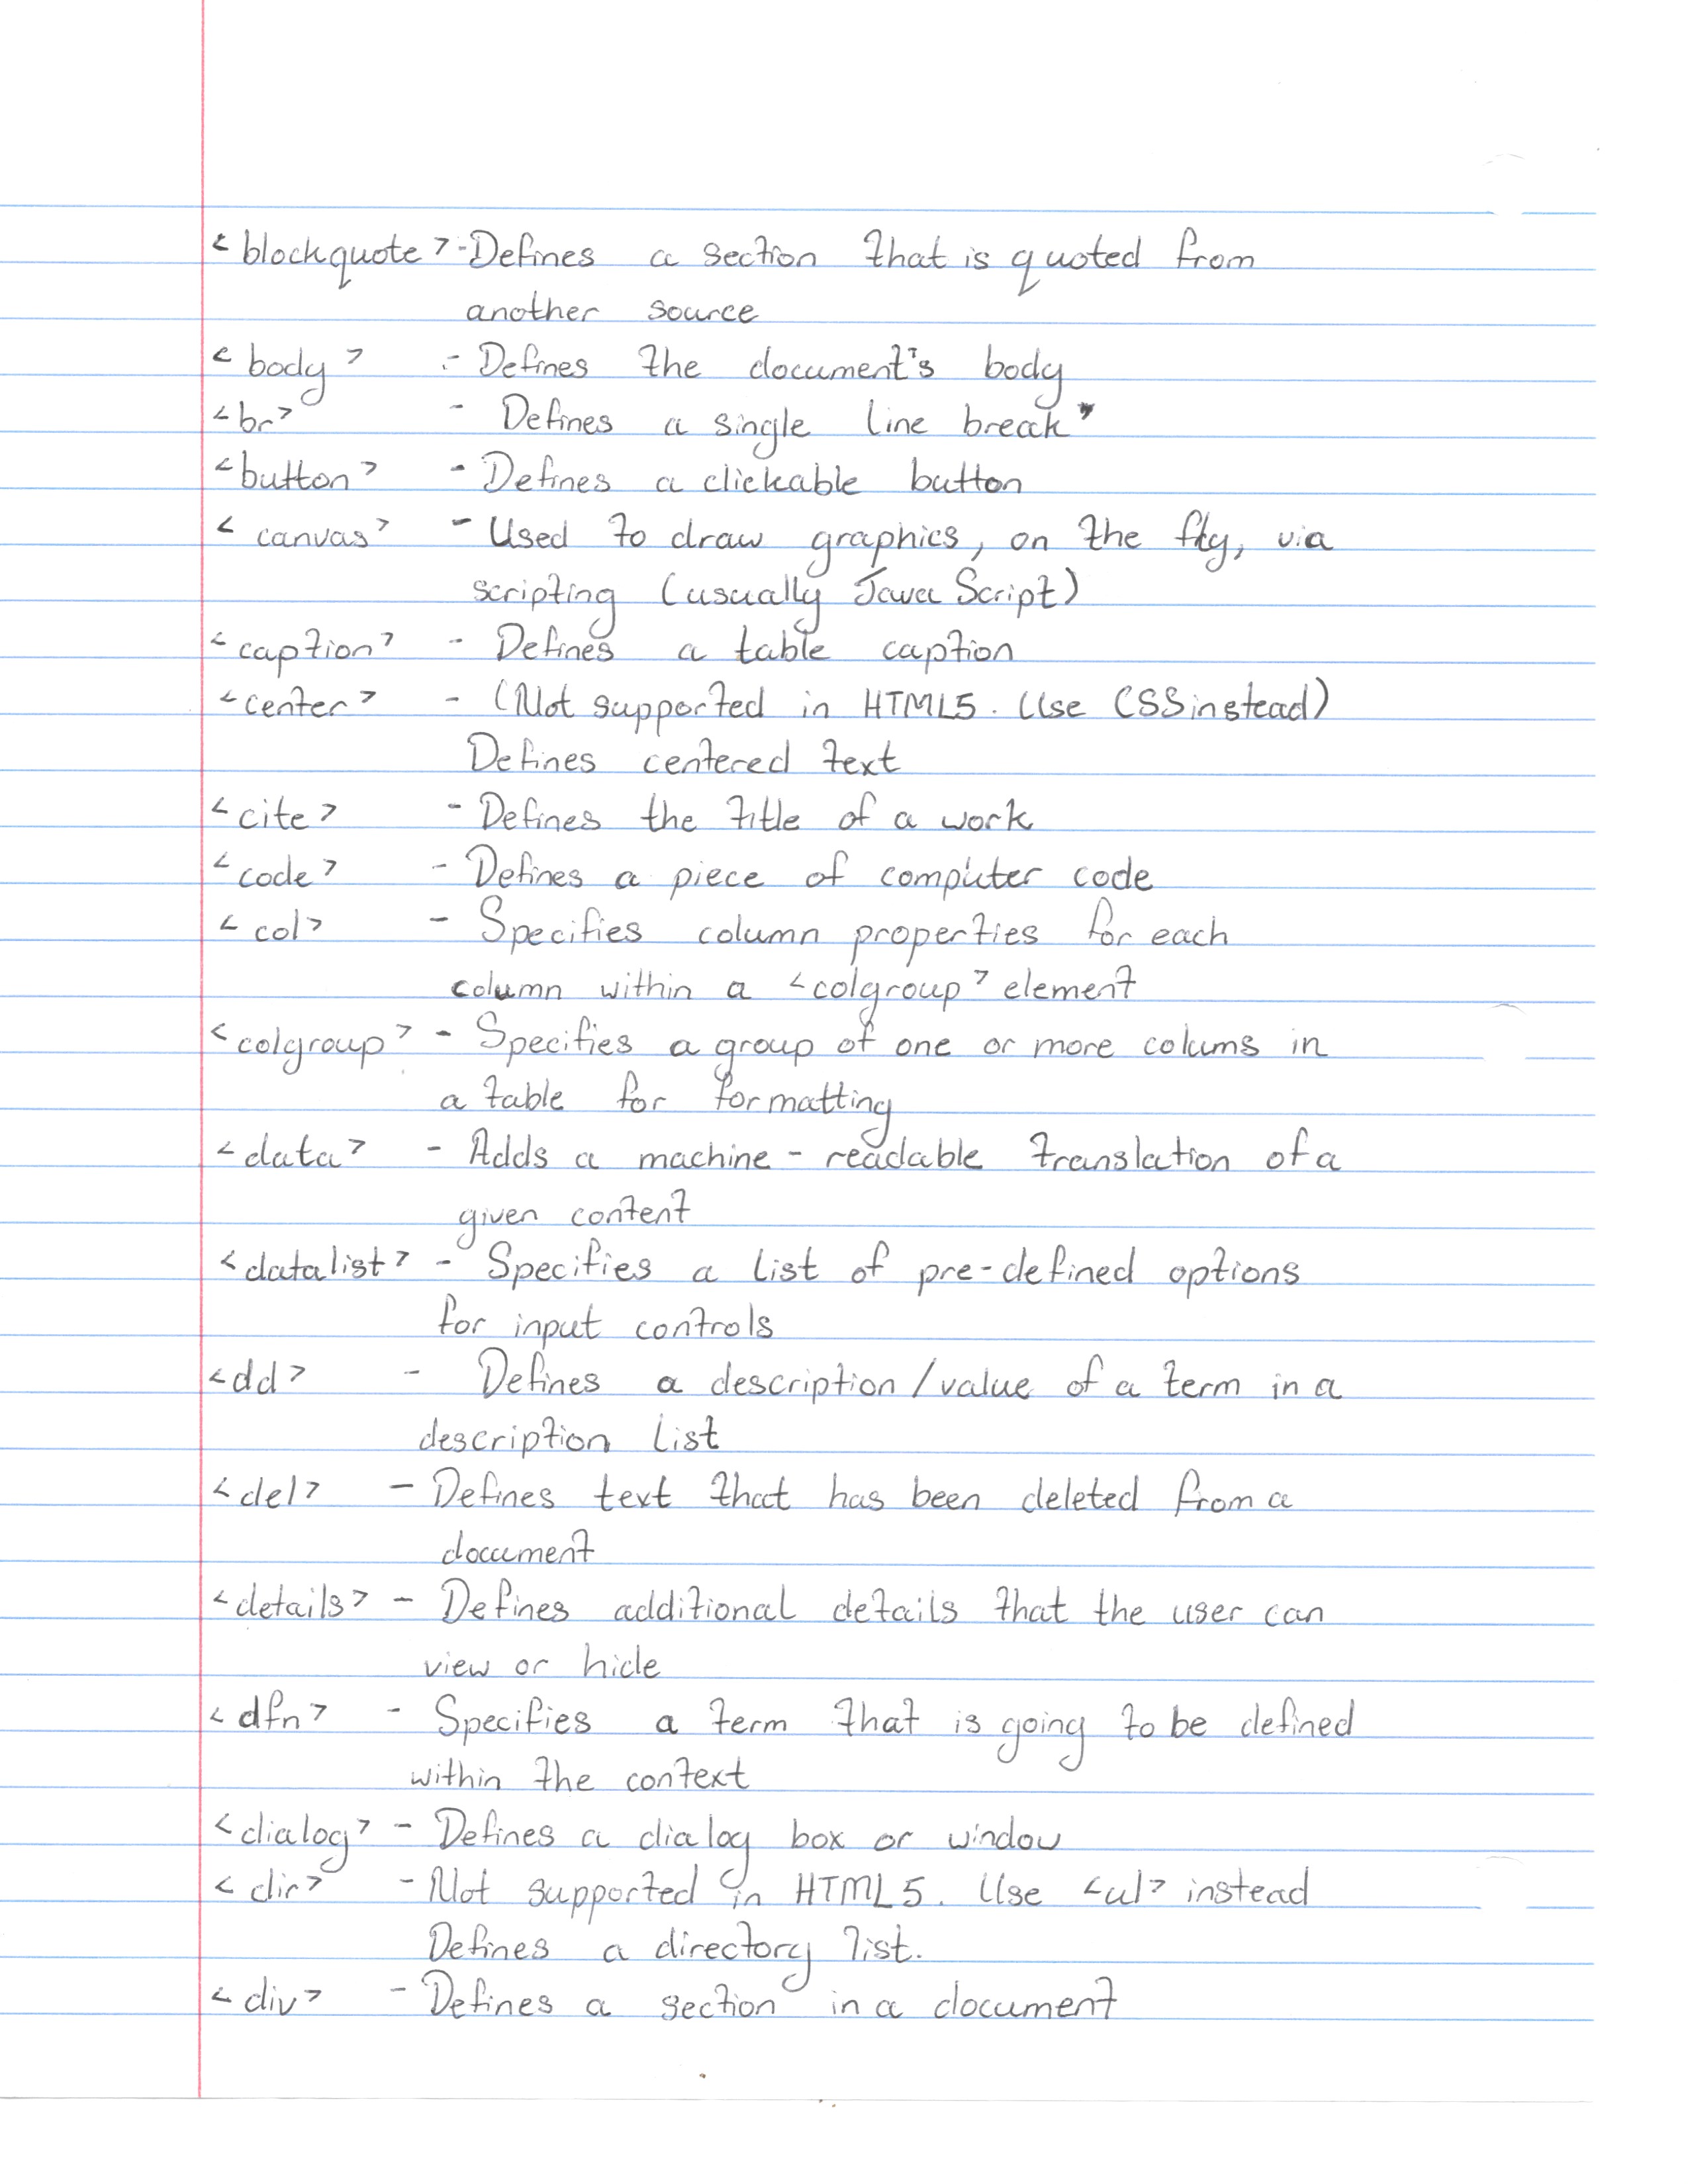 <blockquote> - Defines a section that is quoted from
another source
<body> - Defines the document's body
<br> - Defines a single line break
<button> - Defines a clickable button
<canvas> - Used to draw graphics, on the fly, via
scripting (usually JavaScript)
<caption> - Defines a table caption
<center> - (Not supported in HTML5. Use CSS instead)
Defines centered text
<cite> - Defines the title of a work
<code> - Defines a piece of computer code
<col> - Specifies column properties for each
column within a <colgroup> element
<colgroup> - Specifies a group of one or more colums in
a table for formatting
<data> - Adds a machine-readable translation of a
given content
<datalist> - Specifies a list of pre-defined options
for input controls
<dd> - Defines a description/value of a term in a
description list
<del> - Defines text that has been deleted from a
document
<details> - Defines additional details that the user can
view or hide
<dfn> - Specifies a term that is going to be defined
within the context
<dialog> - Defines a dialog box or window
<dir> - Not supported in HTML5. Use <ul> instead
Defines a directory list.
<div> - Defines a section in a document